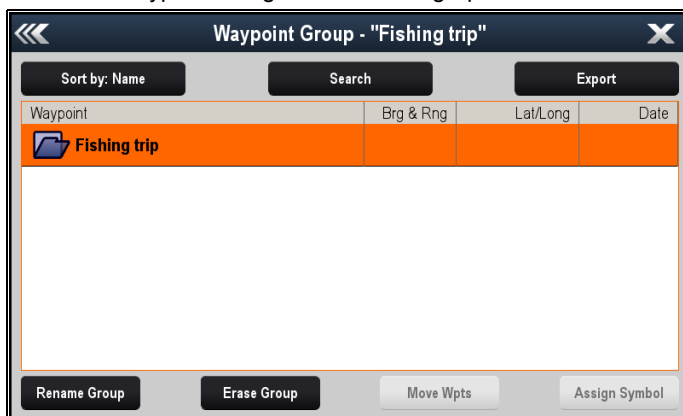 Waypoint Group - "Fishing trip"
Sort by: Name Search Export
Waypoint Brg & Rng Lat/Long Date
Fishing trip
Rename Group Erase Group Move Wpts Assign Symbol